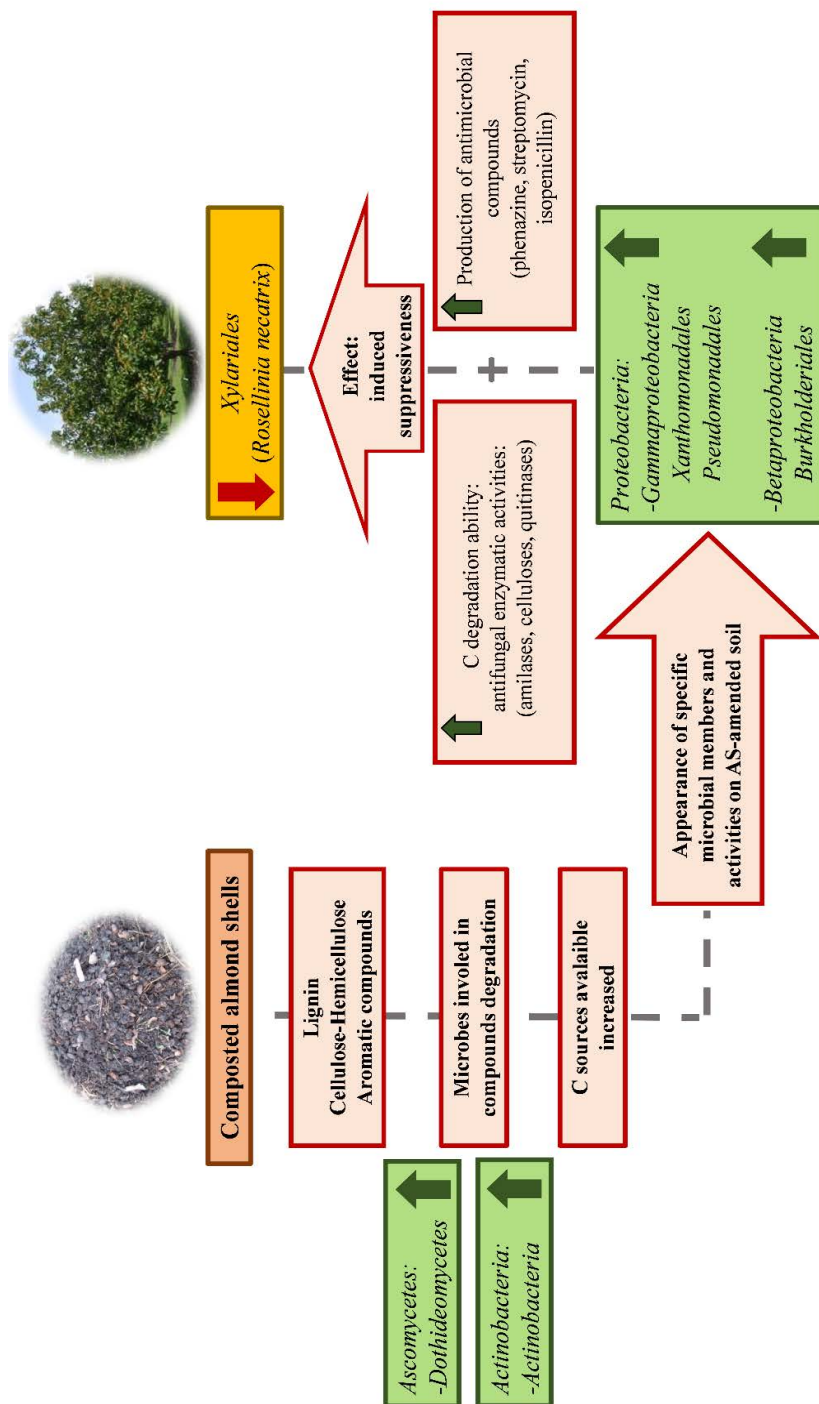 Composted almond shells
Lignin
Cellulose-Hemicellulose
Aromatic compounds
Ascomycetes:
-Dothideomycetes
Microbes involed in
compounds degradation
Actinobacteria:
-Actinobacteria
C sources avalaible
increased
Appearance of specific
microbial members and
activities on AS-amended soil
Xylariales
(Rosellinia necatrix)
Effect:
induced
suppressiveness
C degradation ability:
antifungal enzymatic activities:
(amilases, celluloses, quitinases)
+
Production of antimicrobial
compounds
(phenazine, streptomycin,
isopenicillin)
Proteobacteria:
-Gammaproteobacteria
Xanthomonadales
Pseudomonadales
-Betaproteobacteria
Burkholderiales